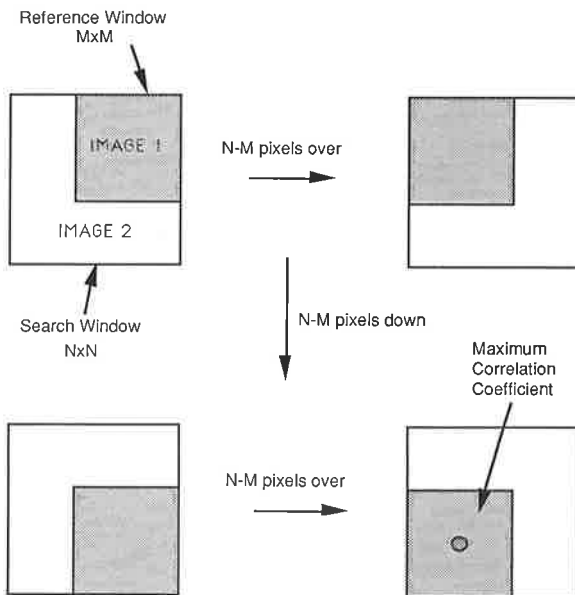 Reference Window
MxM
IMAGE 1
N-M pixels over
IMAGE 2
Search Window
NxN
N-M pixels down
Maximum
Correlation
Coefficient
N-M pixels over